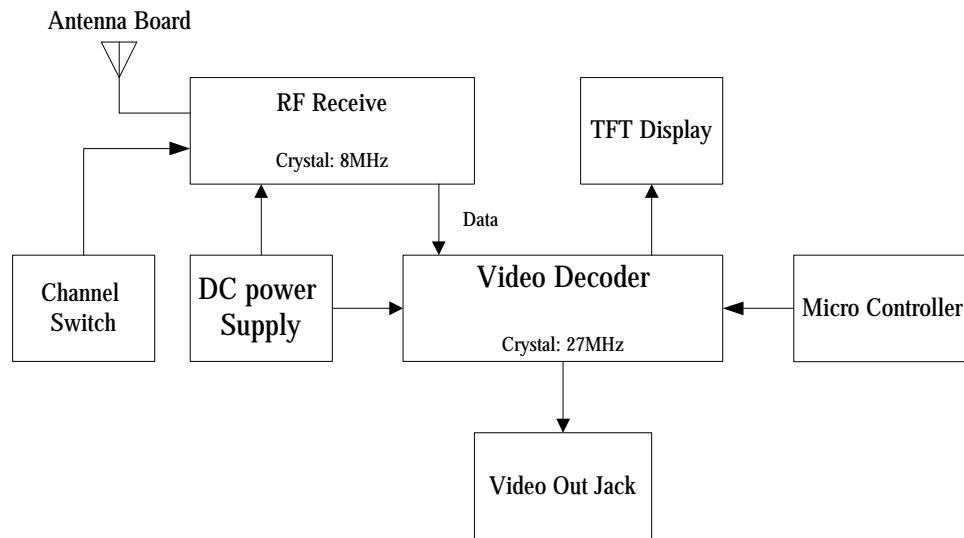 Antenna Board
RF Receive
Crystal: 8MHz
TFT Display
Data
Channel
Switch
DC power
Supply
Video Decoder
Crystal: 27MHz
Micro Controller
Video Out Jack